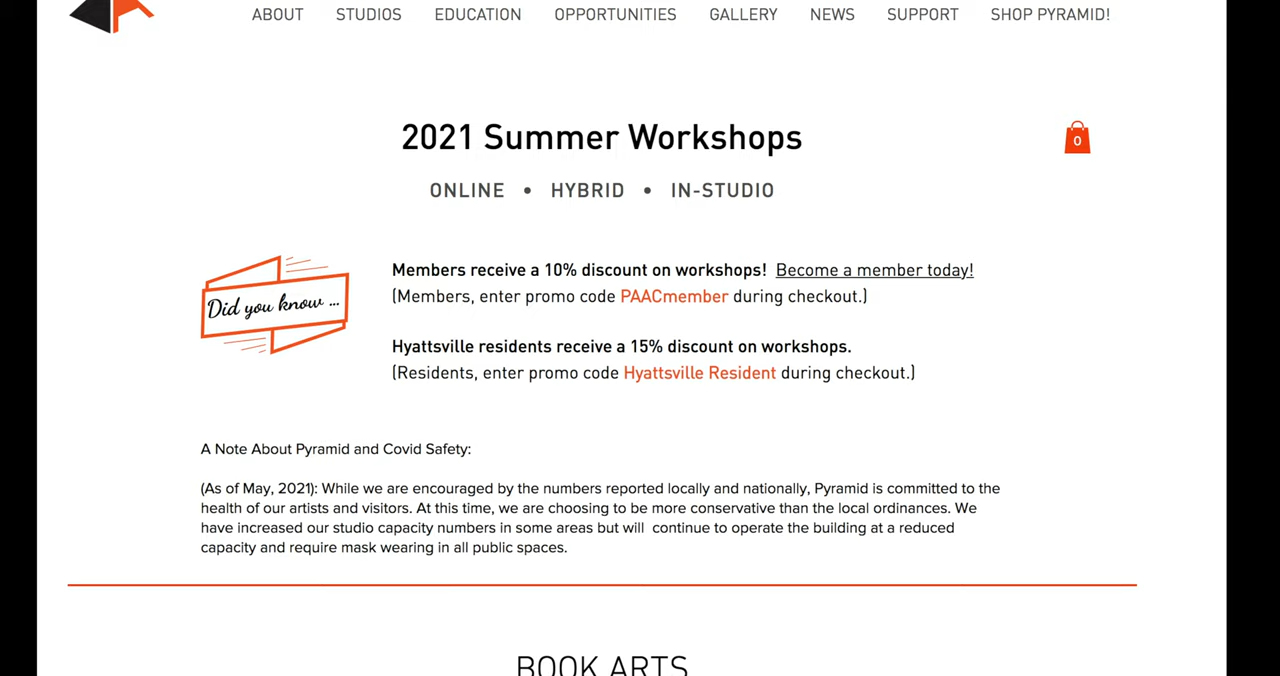 ABOUT STUDIOS EDUCATION OPPORTUNITIES GALLERY NEWS SUPPORT SHOP PYRAMID!
2021 Summer Workshops
0
ONLINE • HYBRID • IN-STUDIO
Did you know ...
Members receive a 10% discount on workshops! Become a member today!
(Members, enter promo code PAACmember during checkout.)
Hyattsville residents receive a 15% discount on workshops.
(Residents, enter promo code Hyattsville Resident during checkout.)
A Note About Pyramid and Covid Safety:
(As of May, 2021): While we are encouraged by the numbers reported locally and nationally, Pyramid is committed to the
health of our artists and visitors. At this time, we are choosing to be more conservative than the local ordinances. We
have increased our studio capacity numbers in some areas but will continue to operate the building at a reduced
capacity and require mask wearing in all public spaces.
BOOK ARTS